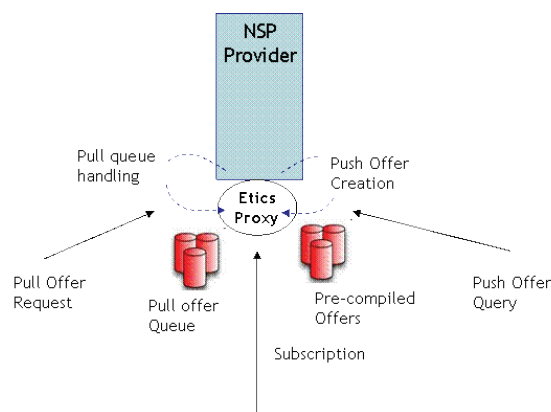 NSP
Provider
Pull queue
handling
Push Offer
Creation
Etics
Proxy
Pull Offer
Request
Pull offer
Queue
Pre-compiled
Offers
Push Offer
Query
Subscription